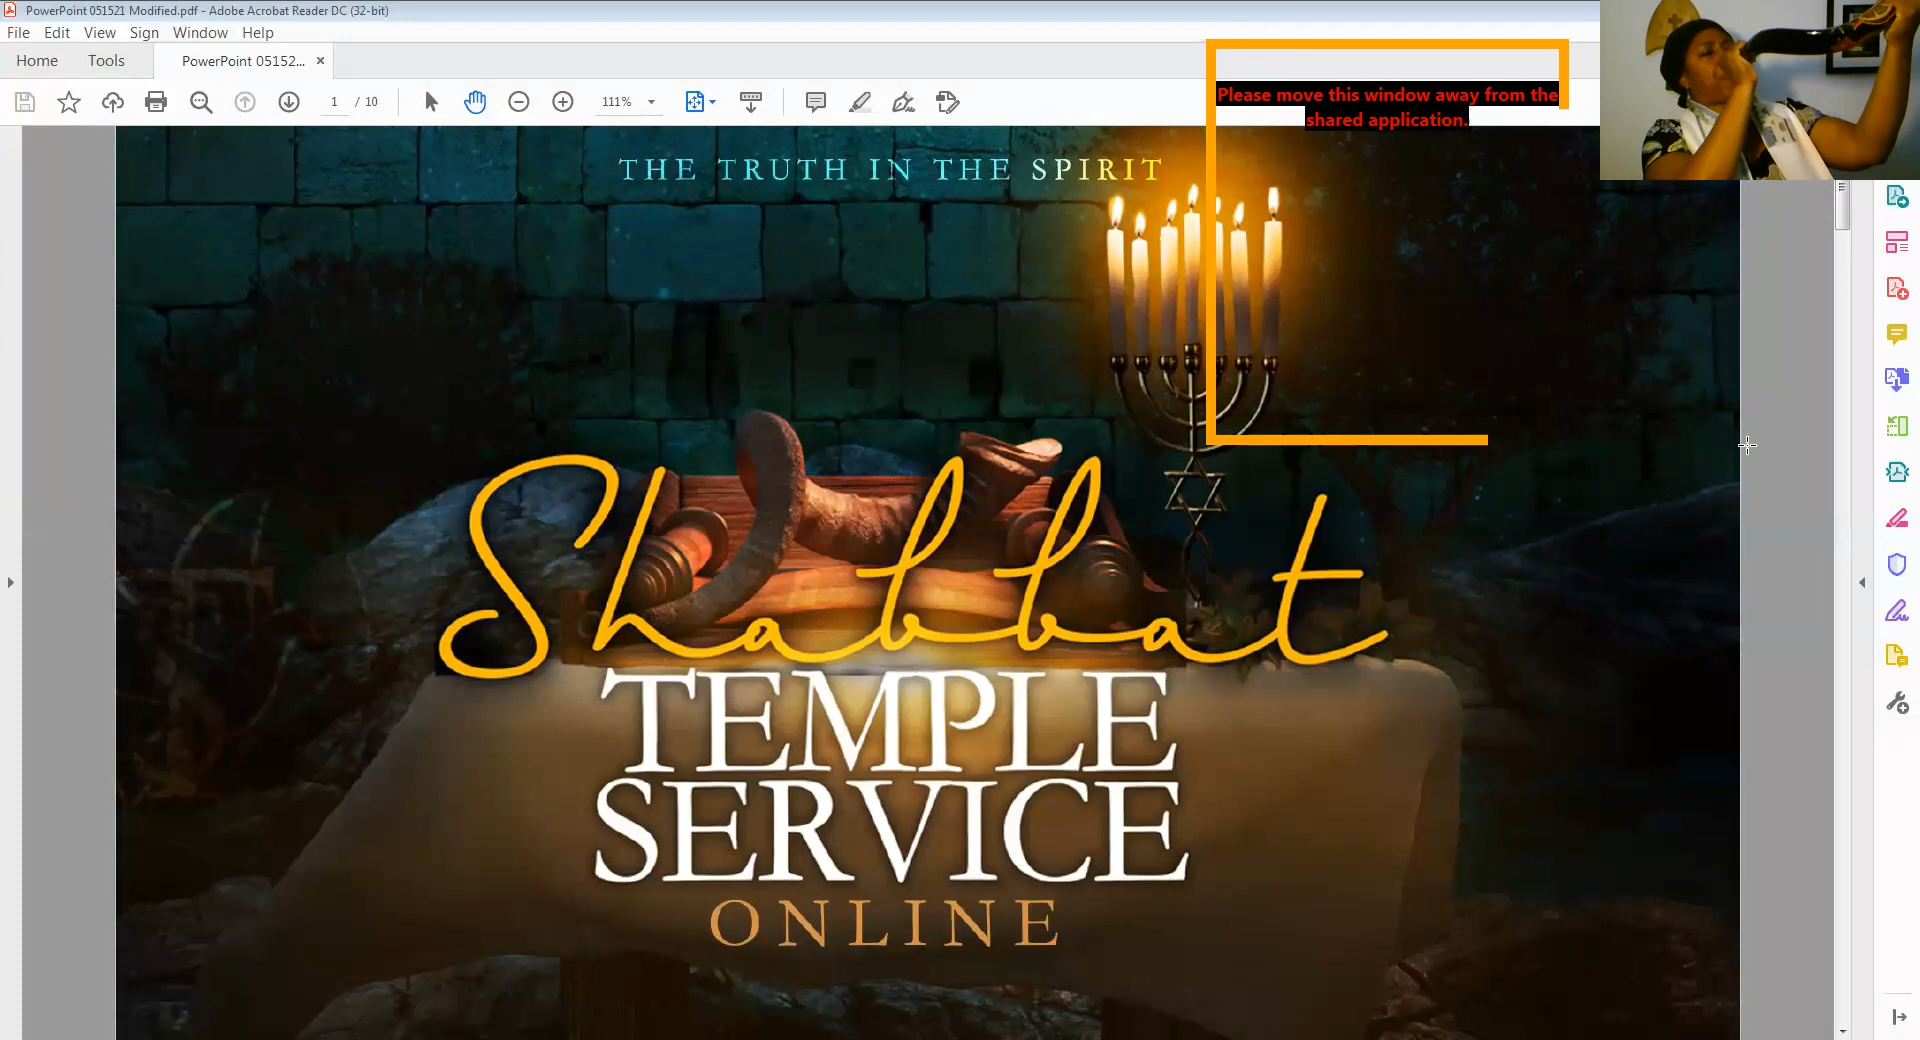 PowerPoint 051521 Modified.pdf - Adobe Acrobat Reader DC (32-bit)
File Edit View Sign Window Help
Home Tools PowerPoint 05152... ×
1 / 10 111%
Please move this window away from the
shared application.
THE TRUTH IN THE SPIRIT
Shabbat
TEMPLE
SERVICE
ONLINE